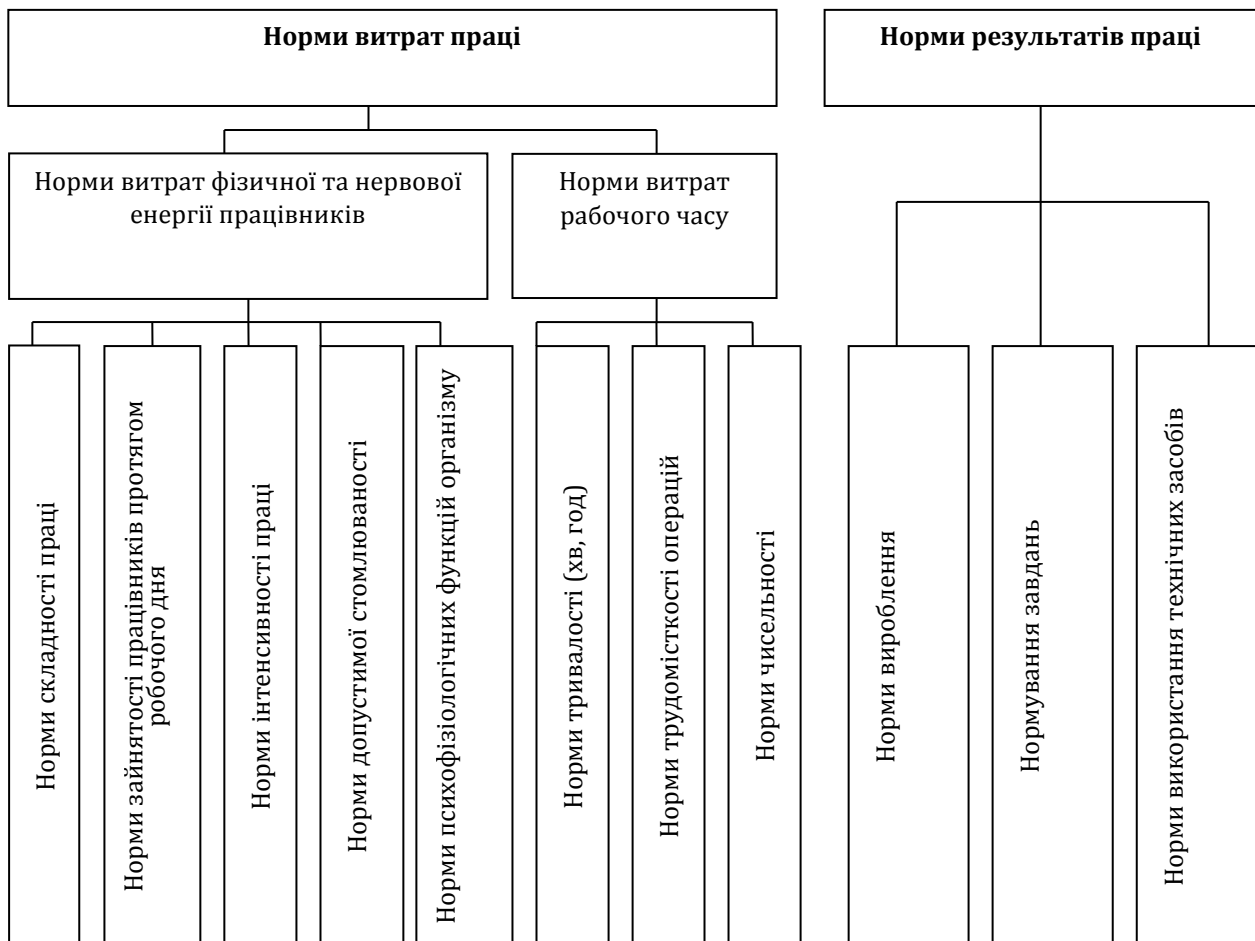 Норми витрат праці
Норми результатів праці
Норми витрат фізичної та нервової
енергії працівників
Норми витрат
рабочого часу
Норми складності праці
Норми зайнятості працівників протягом
робочого дня
Норми інтенсивності праці
Норми допустимої стомлюваності
Норми психофізіологічних функцій організму
Норми тривалості (хв, год)
Норми трудомісткості операцій
Норми чисельності
Норми вироблення
Нормування завдань
Норми використання технічних засобів